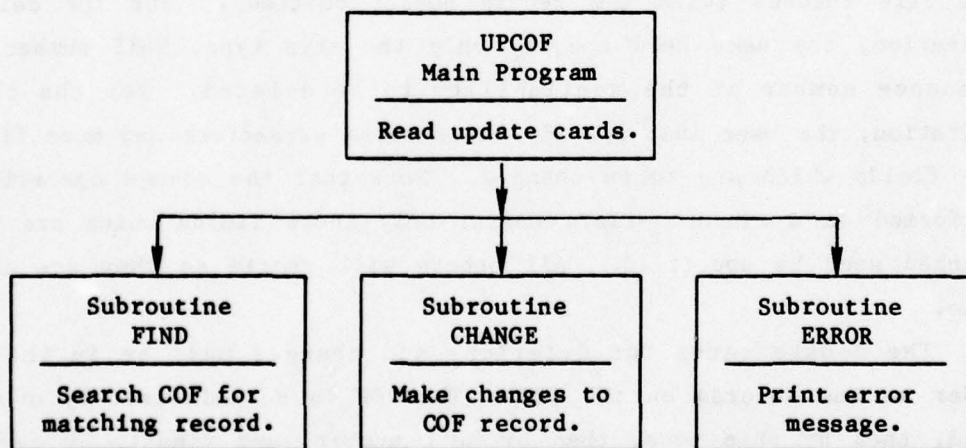 UPCOF
Main Program
Read update cards.
Subroutine
FIND
Search COF for
matching record.
Subroutine
CHANGE
Make changes to
COF record.
Subroutine
ERROR
Print error
message.